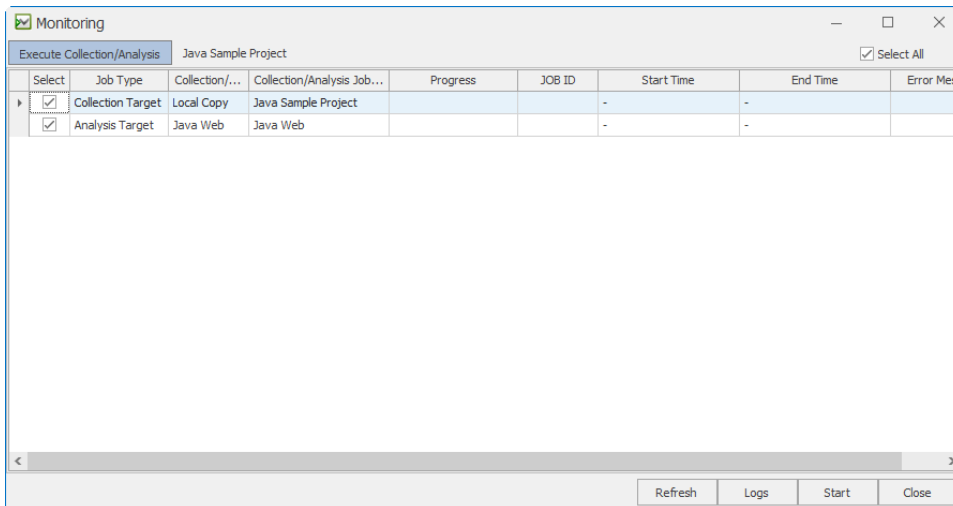 Monitoring
Execute Collection/Analysis Java Sample Project Select All
Select Job Type Collection/... Collection/Analysis Job... Progress JOB ID Start Time End Time Error Mes
Collection Target Local Copy Java Sample Project - -
Analysis Target Java Web Java Web - -
Refresh Logs Start Close